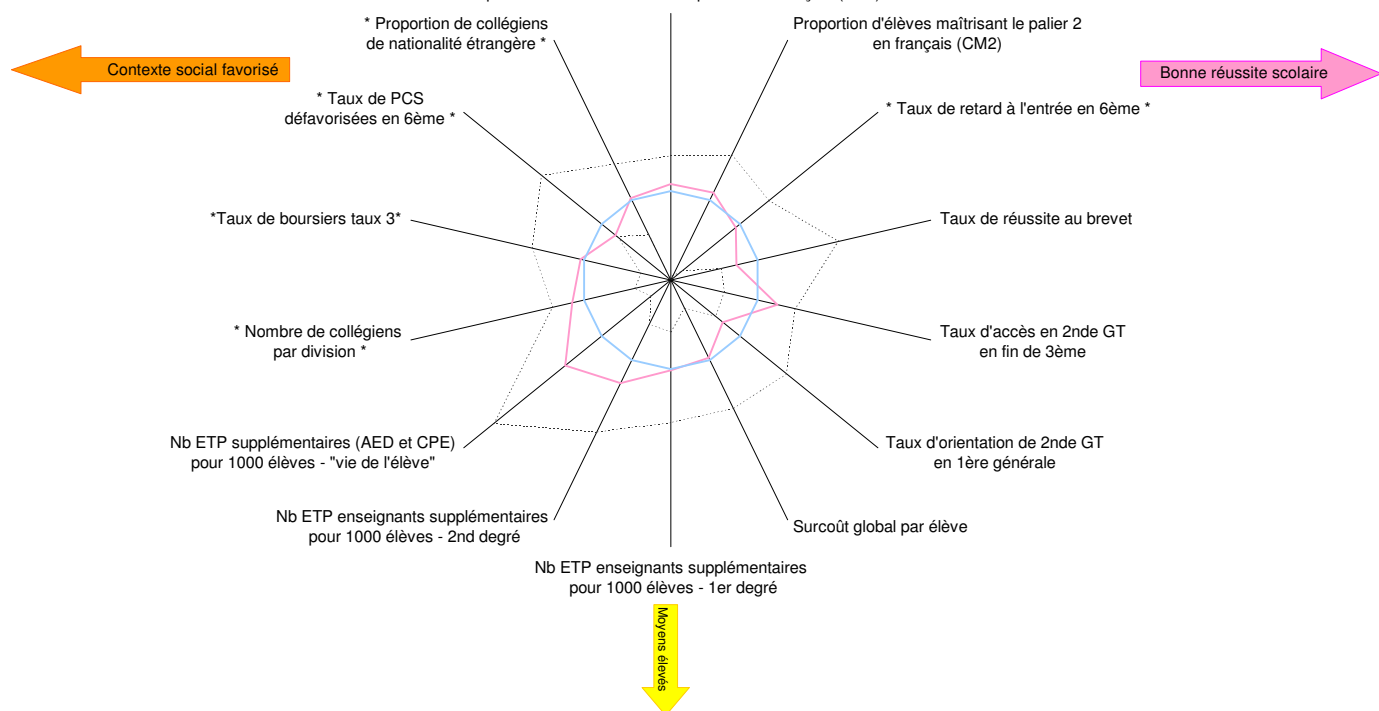 * Proportion de collégiens
de nationalité étrangère *
Proportion d'élèves maîtrisant le palier 2
en français (CM2)
Contexte social favorisé
Bonne réussite scolaire
* Taux de PCS
défavorisées en 6ème *
* Taux de retard à l'entrée en 6ème *
*Taux de boursiers taux 3*
Taux de réussite au brevet
* Nombre de collégiens
par division *
Taux d'accès en 2nde GT
en fin de 3ème
Nb ETP supplémentaires (AED et CPE)
pour 1000 élèves - "vie de l'élève"
Taux d'orientation de 2nde GT
en 1ère générale
Nb ETP enseignants supplémentaires
pour 1000 élèves - 2nd degré
Surcoût global par élève
Nb ETP enseignants supplémentaires
pour 1000 élèves - 1er degré
Moyens élevés